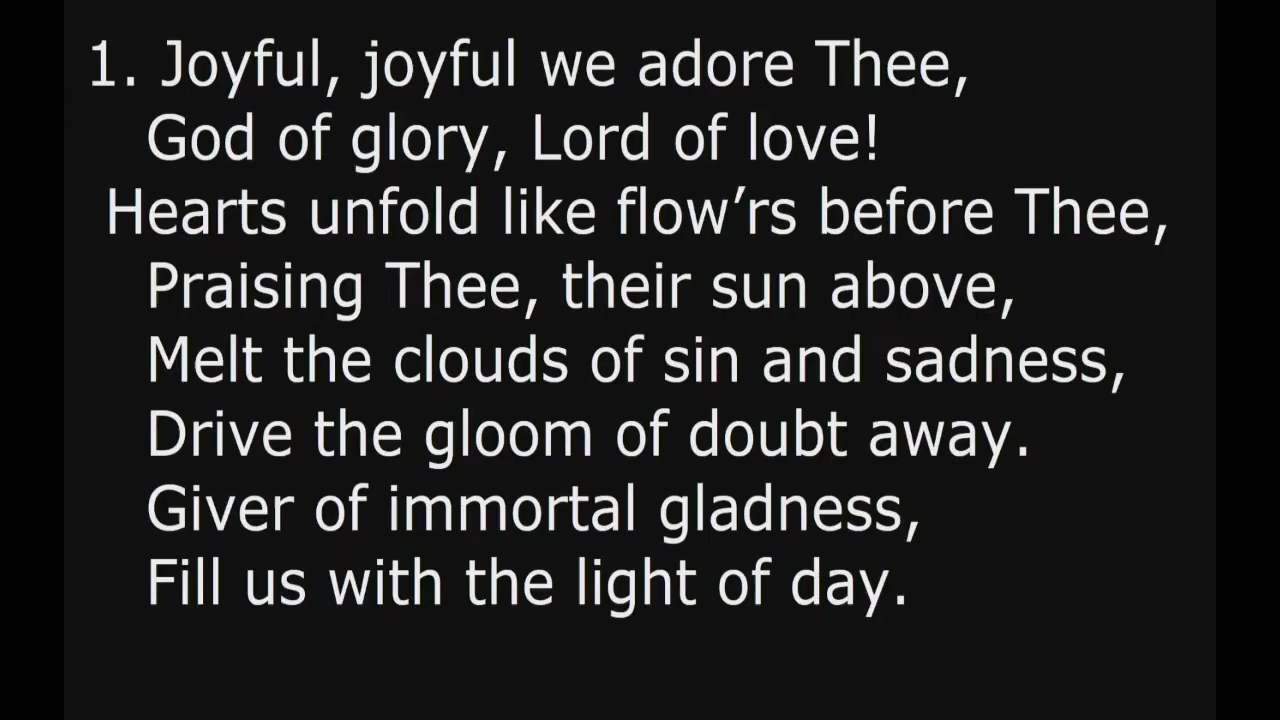 1. Joyful, joyful we adore Thee,
God of glory, Lord of love!
Hearts unfold like flow’rs before Thee,
Praising Thee, their sun above,
Melt the clouds of sin and sadness,
Drive the gloom of doubt away.
Giver of immortal gladness,
Fill us with the light of day.